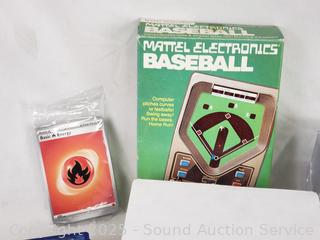 BASEBALL
MATTEL ELECTRONICS®
BASEBALL
Computer
pitches curves
or fastballs!
Swing away!
Run the bases.
Home Run!
Basic Energy
Copyright 2025 - Sound Auction Service